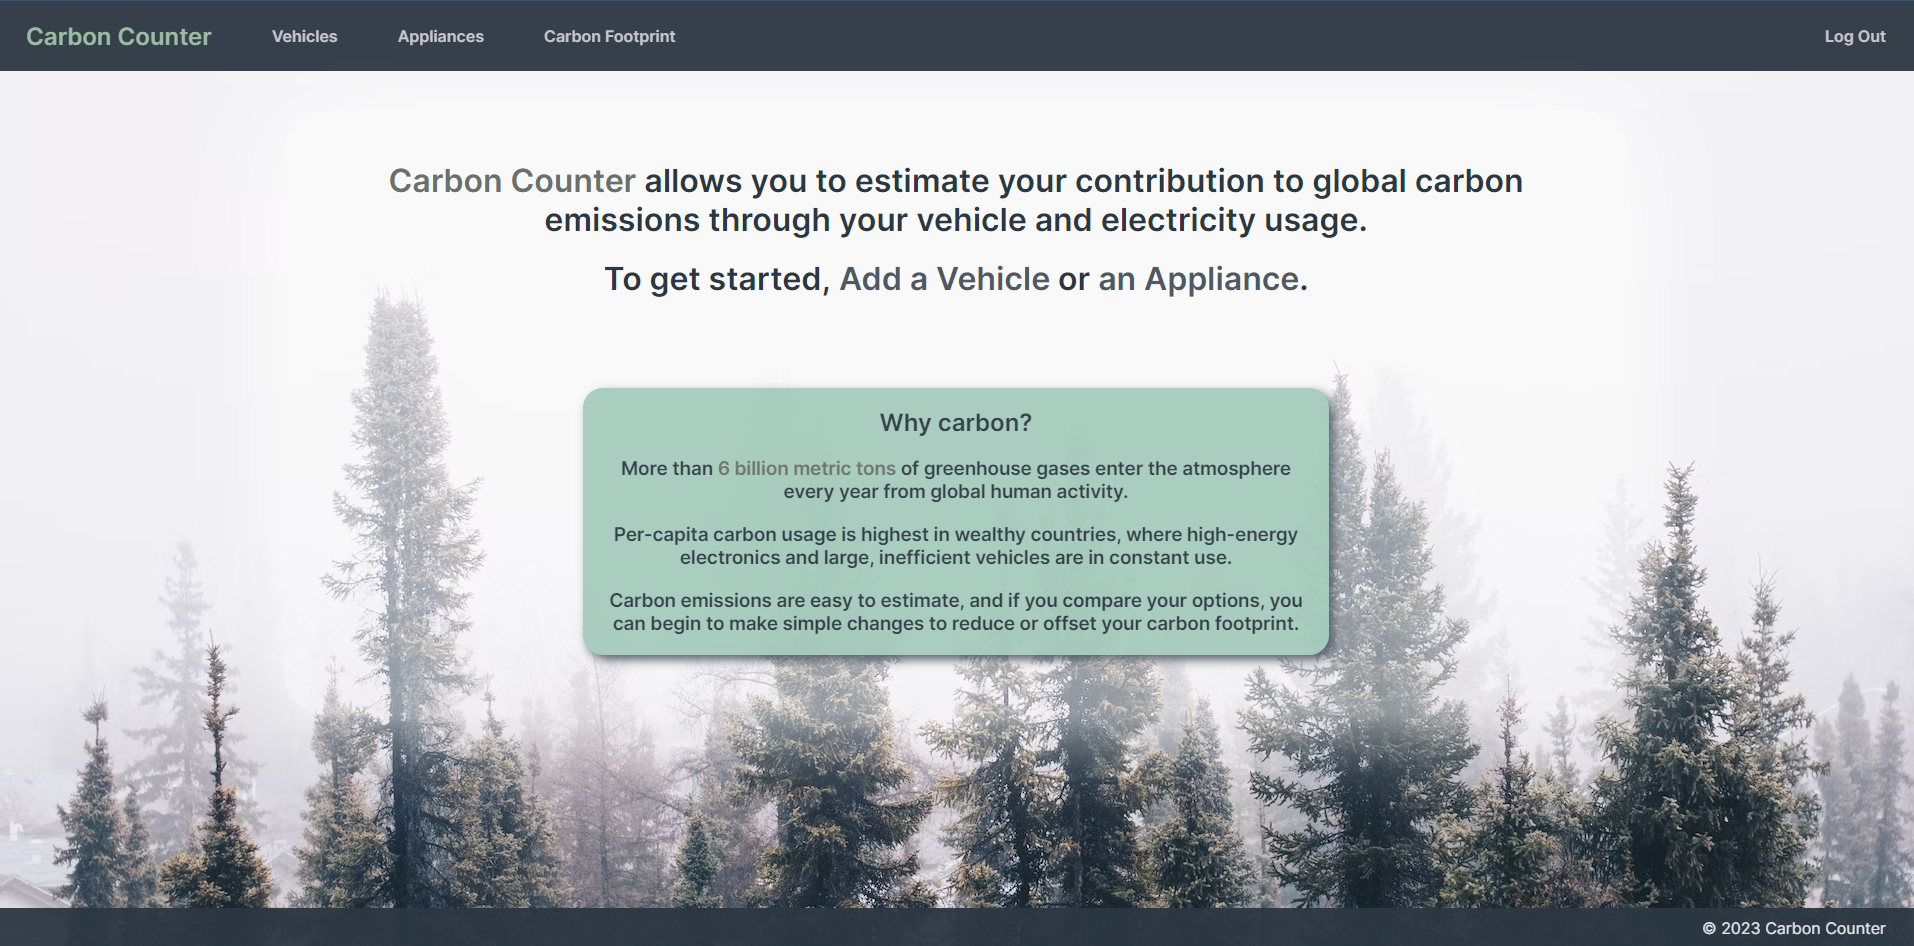 Carbon Counter Vehicles Appliances Carbon Footprint Log Out
Carbon Counter allows you to estimate your contribution to global carbon
emissions through your vehicle and electricity usage.
To get started, Add a Vehicle or an Appliance.
Why carbon?
More than 6 billion metric tons of greenhouse gases enter the atmosphere
every year from global human activity.
Per-capita carbon usage is highest in wealthy countries, where high-energy
electronics and large, inefficient vehicles are in constant use.
Carbon emissions are easy to estimate, and if you compare your options, you
can begin to make simple changes to reduce or offset your carbon footprint.
© 2023 Carbon Counter